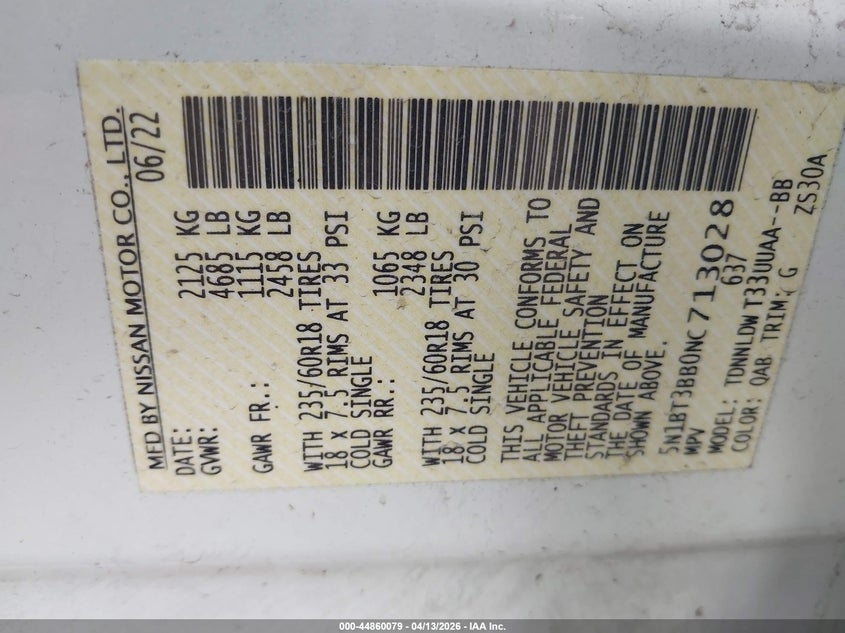 MFD BY NISSAN MOTOR CO., LTD.
DATE: 06/22
GVWR: 2125 KG
4685 LB
GAWR FR.: 1115 KG
2458 LB
WITH 235/60R18 TIRES
18 x 7.5 RIMS AT 33 PSI
COLD SINGLE
GAWR RR.: 1065 KG
2348 LB
WITH 235/60R18 TIRES
18 x 7.5 RIMS AT 30 PSI
COLD SINGLE
THIS VEHICLE CONFORMS TO
ALL APPLICABLE FEDERAL
MOTOR VEHICLE SAFETY AND
THEFT PREVENTION
STANDARDS IN EFFECT ON
THE DATE OF MANUFACTURE
SHOWN ABOVE.
5N1BT3BB0NC713028
MPV 637
MODEL: TDNNLDW T33UUAA--BB
COLOR: QAB TRIM: G ZS30A
000-44860079 - 04/13/2026 - IAA Inc.